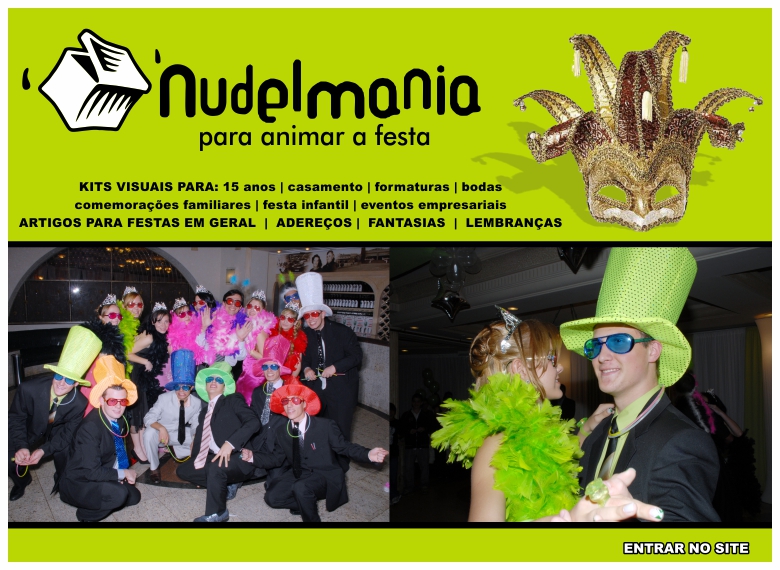 'nudelmania
para animar a festa
KITS VISUAIS PARA: 15 anos | casamento | formaturas | bodas
comemorações familiares | festa infantil | eventos empresariais
ARTIGOS PARA FESTAS EM GERAL | ADEREÇOS | FANTASIAS | LEMBRANÇAS
ENTRAR NO SITE